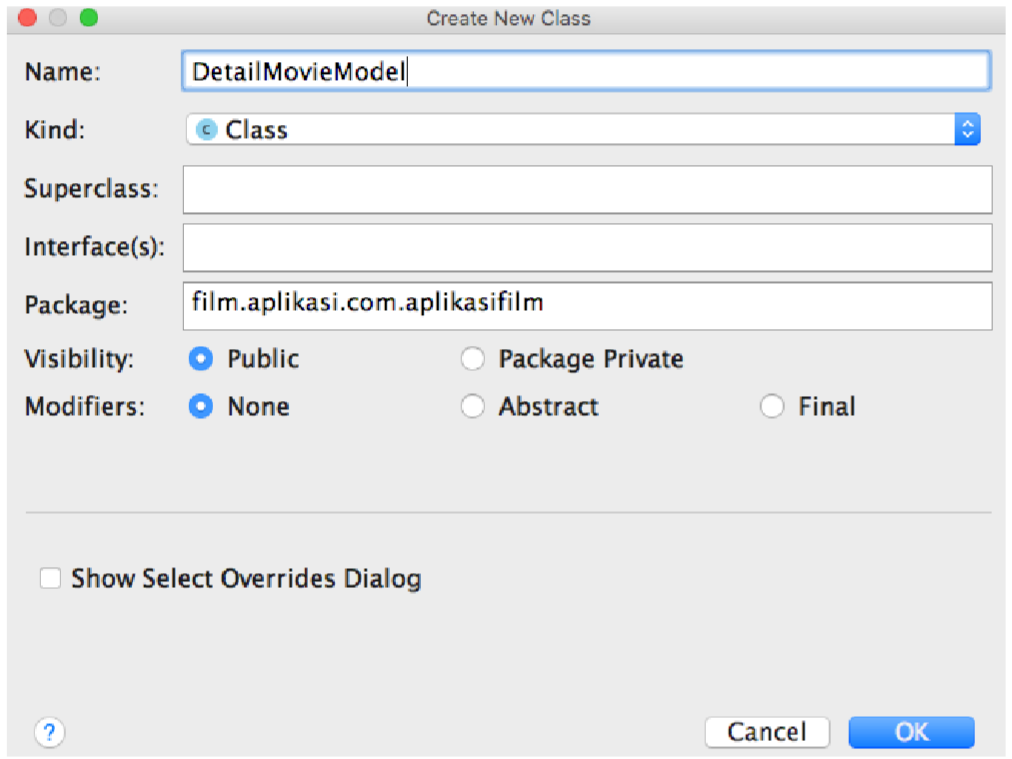 Create New Class
Name: DetailMovieModel
Kind: C Class
Superclass:
Interface(s):
Package: film.aplikasi.com.aplikasifilm
Visibility: Public Package Private
Modifiers: None Abstract Final
Show Select Overrides Dialog
? Cancel OK